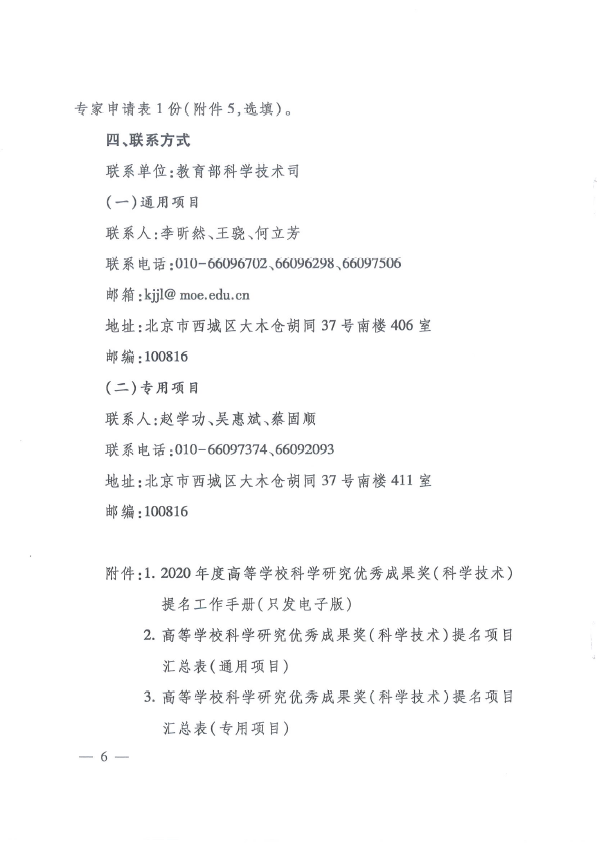 专家申请表1份(附件5,选填)。
四、联系方式
联系单位:教育部科学技术司
(一)通用项目
联系人:李昕然、王骁、何立芳
联系电话:010-66096702、66096298、66097506
邮箱:kjjl@moe.edu.cn
地址:北京市西城区大木仓胡同37号南楼406室
邮编:100816
(二)专用项目
联系人:赵学功、吴惠斌、蔡固顺
联系电话:010-66097374、66092093
地址:北京市西城区大木仓胡同37号南楼411室
邮编:100816
附件:1. 2020年度高等学校科学研究优秀成果奖(科学技术)
提名工作手册(只发电子版)
2. 高等学校科学研究优秀成果奖(科学技术)提名项目
汇总表(通用项目)
3. 高等学校科学研究优秀成果奖(科学技术)提名项目
汇总表(专用项目)
— 6 —